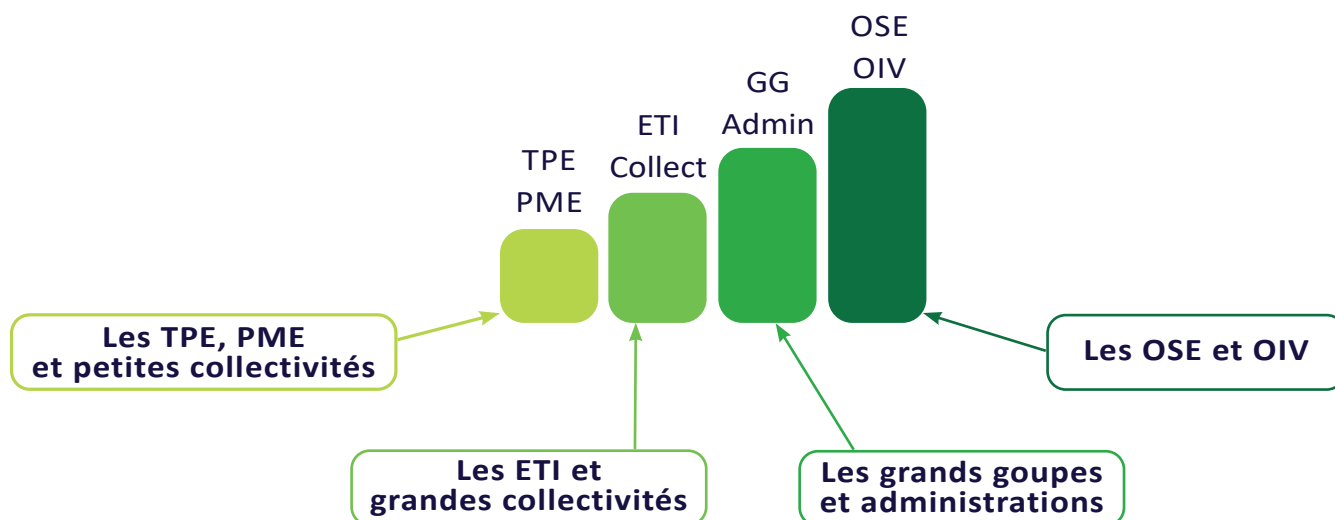 OSE
OIV
GG
Admin
ETI
Collect
TPE
PME
Les TPE, PME
et petites collectivités
Les OSE et OIV
Les ETI et
grandes collectivités
Les grands goupes
et administrations